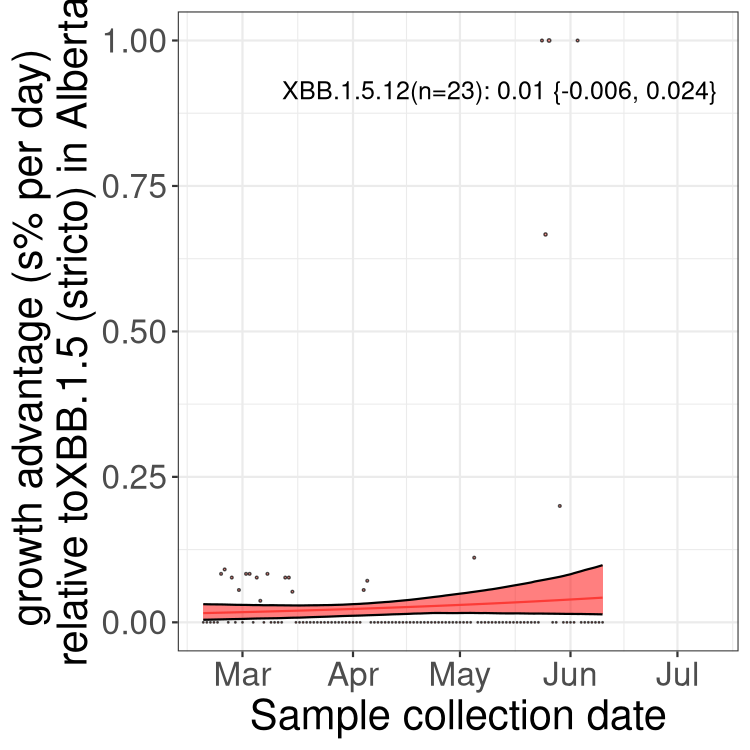 growth advantage (s% per day)
relative toXBB.1.5 (stricto) in Alberta
1.00
XBB.1.5.12(n=23): 0.01 {-0.006, 0.024}
0.75
0.50
0.25
0.00
Mar Apr May Jun Jul
Sample collection date